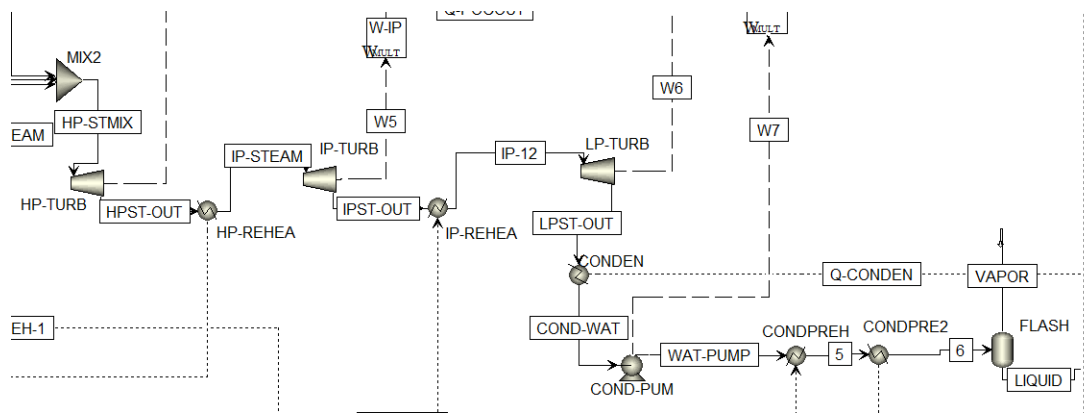 W-IP
WMULT
WMULT
MIX2
W6
HP-STMIX
W5
W7
EAM
IP-STEAM
IP-TURB
IP-12
LP-TURB
HP-TURB
HPST-OUT
HP-REHEA
IPST-OUT
IP-REHEA
LPST-OUT
CONDEN
Q-CONDEN
VAPOR
EH-1
COND-WAT
CONDPREH
CONDPRE2
FLASH
WAT-PUMP
5
6
COND-PUM
LIQUID